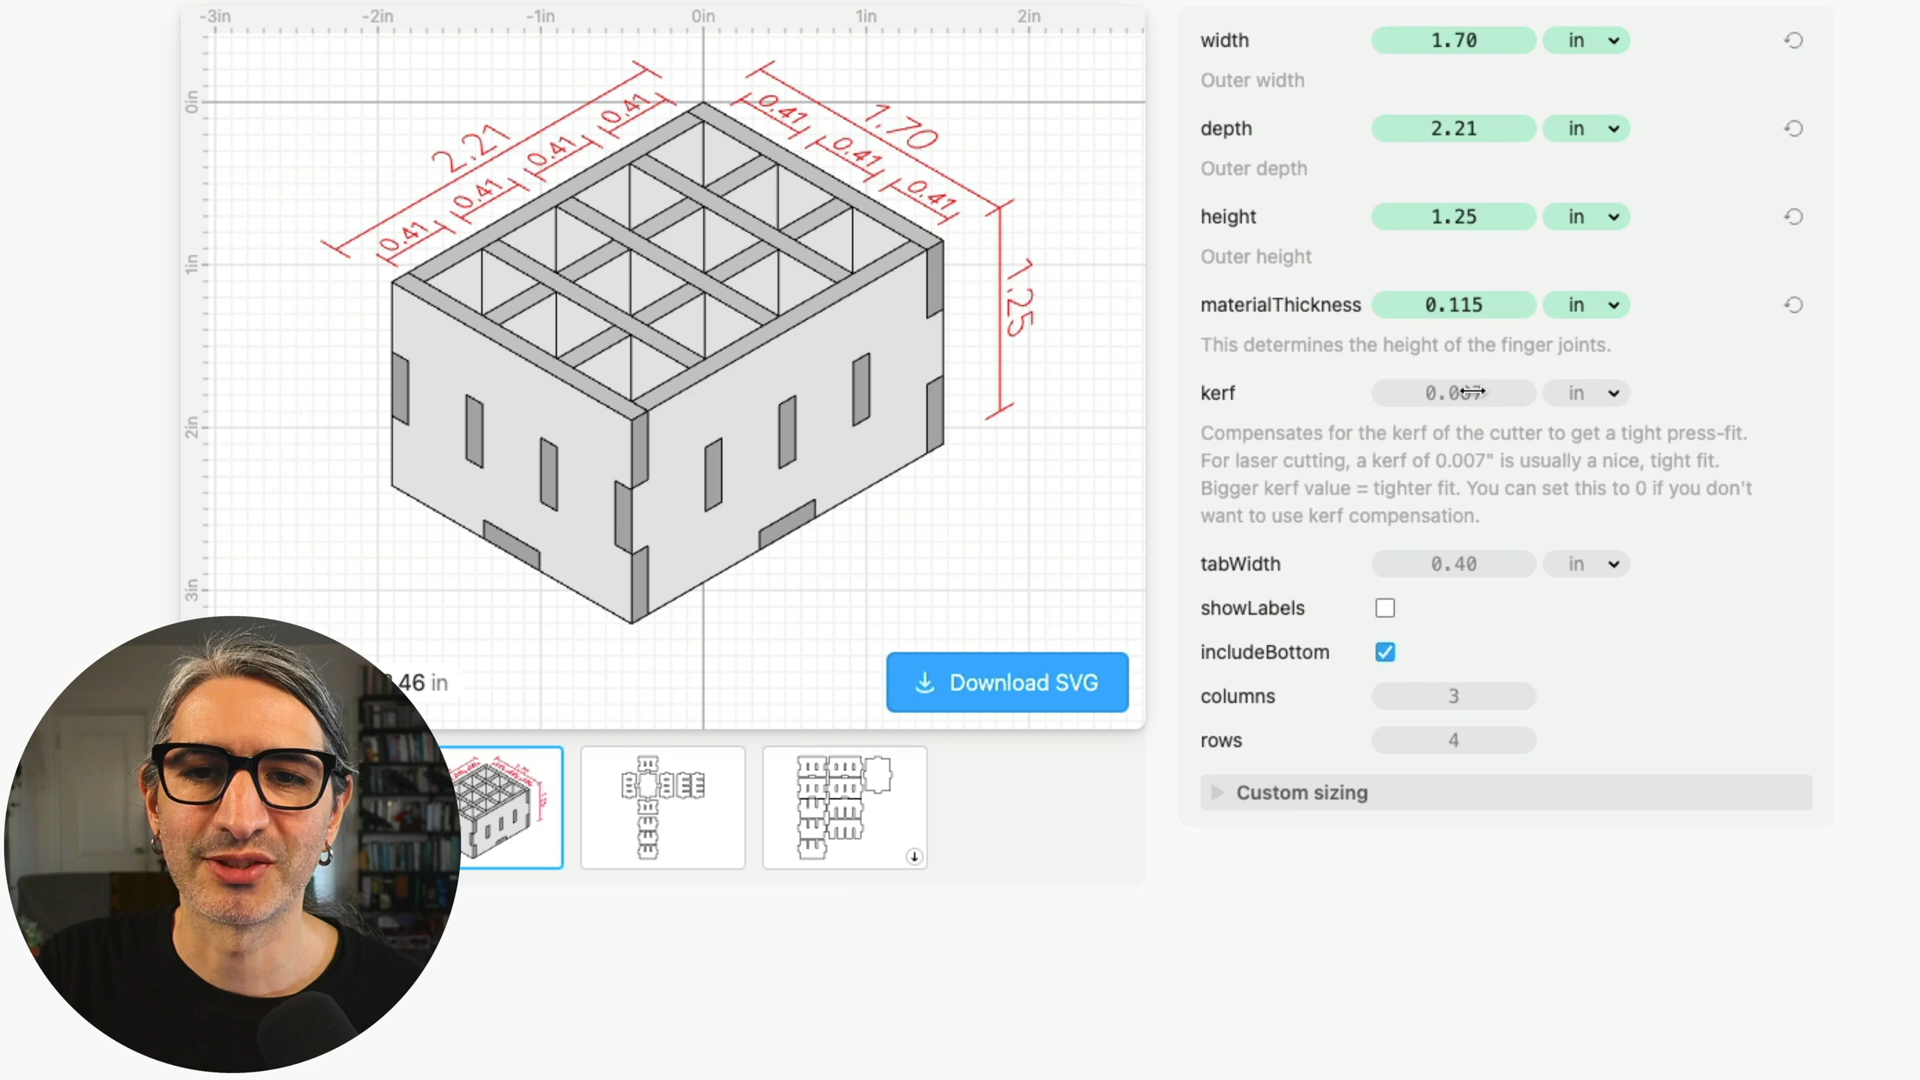 -3in -2in -1in 0in 1in 2in
0in
1in
2in
3in
2.21
0.41
0.41
0.41
0.41
1.70
0.41
0.41
0.41
1.25
.46 in
Download SVG
width 1.70 in
Outer width
depth 2.21 in
Outer depth
height 1.25 in
Outer height
materialThickness 0.115 in
This determines the height of the finger joints.
kerf 0.007 in
Compensates for the kerf of the cutter to get a tight press-fit.
For laser cutting, a kerf of 0.007" is usually a nice, tight fit.
Bigger kerf value = tighter fit. You can set this to 0 if you don't
want to use kerf compensation.
tabWidth 0.40 in
showLabels
includeBottom
columns 3
rows 4
Custom sizing